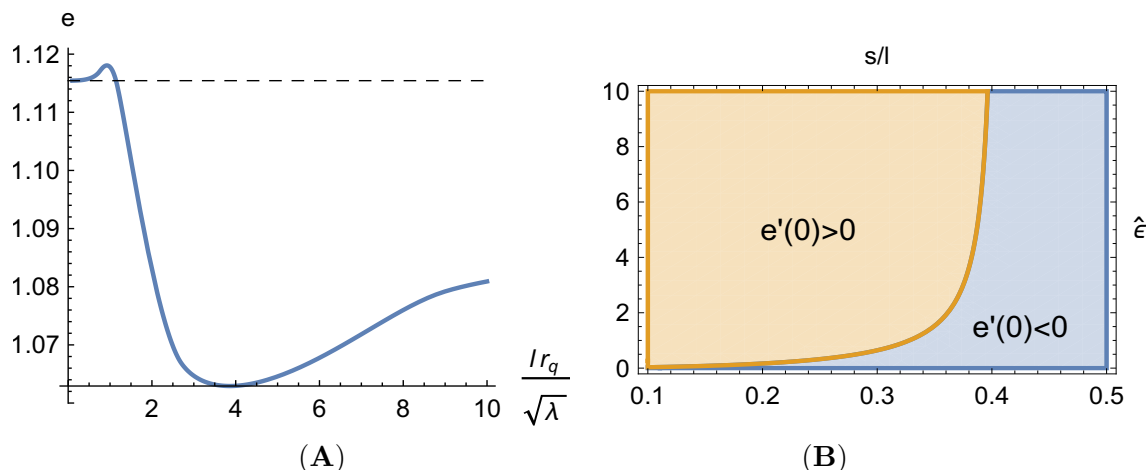 e
1.12
1.11
1.10
1.09
1.08
1.07
2 4 6 8 10
l r_q / √λ
(A)
s/l
10
8
6
4
2
0
0.1 0.2 0.3 0.4 0.5
e'(0)>0
e'(0)<0
ε̂
(B)